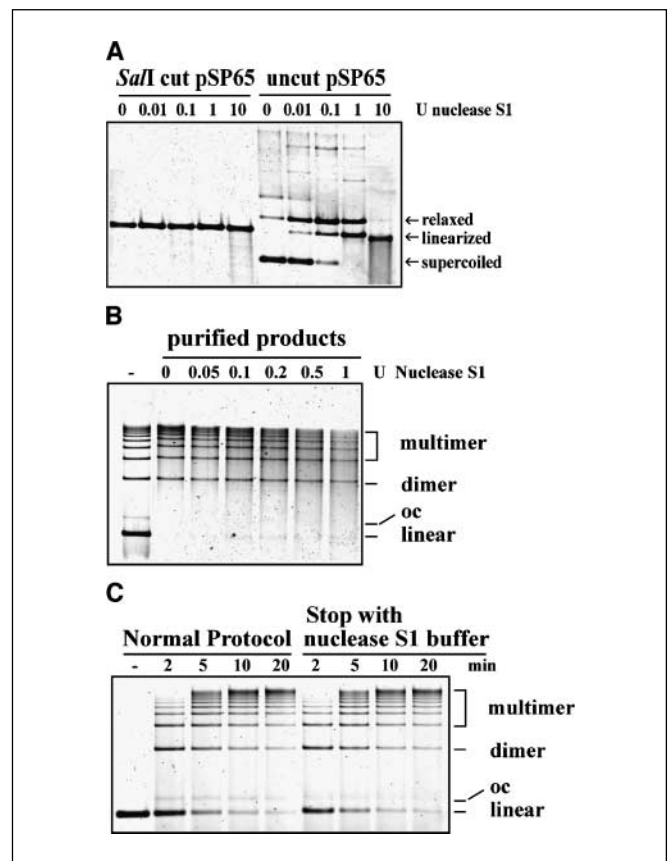 A
SalI cut pSP65 uncut pSP65
0 0.01 0.1 1 10 0 0.01 0.1 1 10 U nuclease S1
←relaxed
←linearized
←supercoiled
B
purified products
- 0 0.05 0.1 0.2 0.5 1 U Nuclease S1
multimer
dimer
oc
linear
C
Stop with
Normal Protocol nuclease S1 buffer
- 2 5 10 20 2 5 10 20 min
multimer
dimer
oc
linear